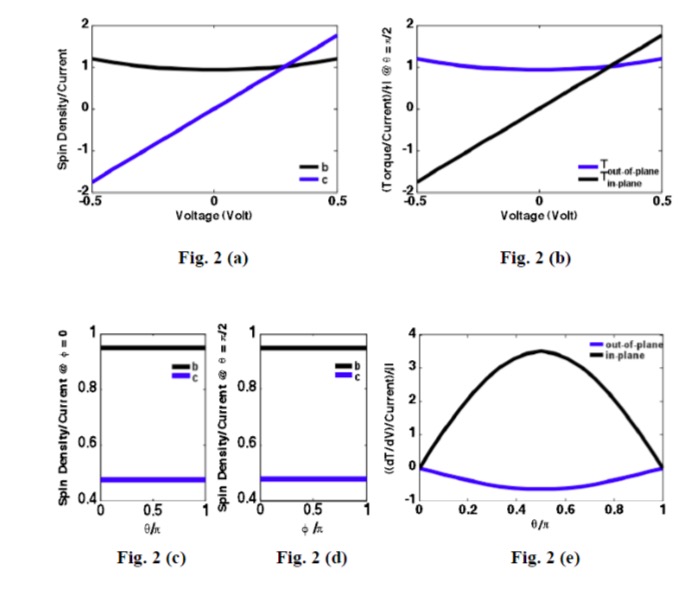 2
1
0
-1
-2
-0.5
0
0.5
Spin Density/Current
Voltage (Volt)
b
c
Fig. 2 (a)
2
1
0
-1
-2
-0.5
0
0.5
(Torque/Current)/ħ @ θ = π/2
Voltage (Volt)
T out-of-plane
T in-plane
Fig. 2 (b)
1
0.8
0.6
0.4
0
0.5
1
Spin Density/Current @ ϕ = 0
θ/π
b
c
Fig. 2 (c)
1
0.8
0.6
0.4
0
0.5
1
Spin Density/Current @ θ = π/2
ϕ/π
b
c
Fig. 2 (d)
4
3
2
1
0
-1
0
0.2
0.4
0.6
0.8
1
((dT/dV)/Current)/ħ
θ/π
out-of-plane
in-plane
Fig. 2 (e)